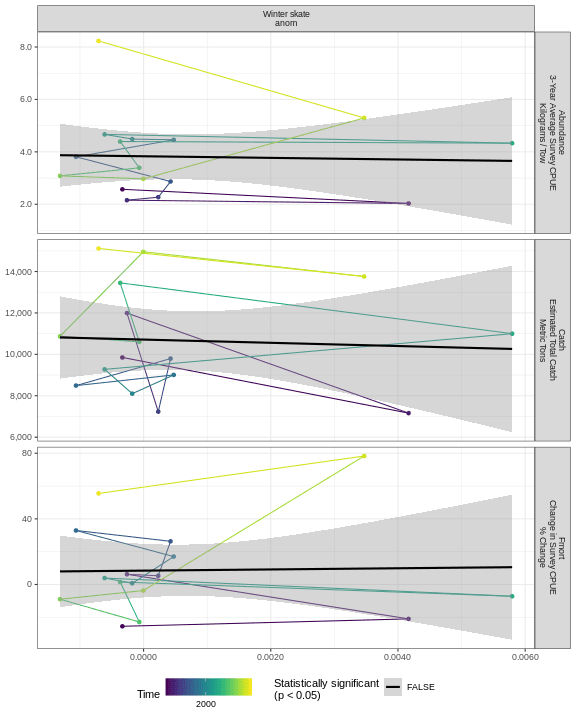 Winter skate
anom
8.0
6.0
4.0
2.0
Abundance
3-Year Average Survey CPUE
Kilograms / Tow
14,000
12,000
10,000
8,000
6,000
Catch
Estimated Total Catch
Metric Tons
80
40
0
Fmort
Change in Survey CPUE
% Change
0.0000
0.0020
0.0040
0.0060
Time
2000
Statistically significant
(p < 0.05)
FALSE